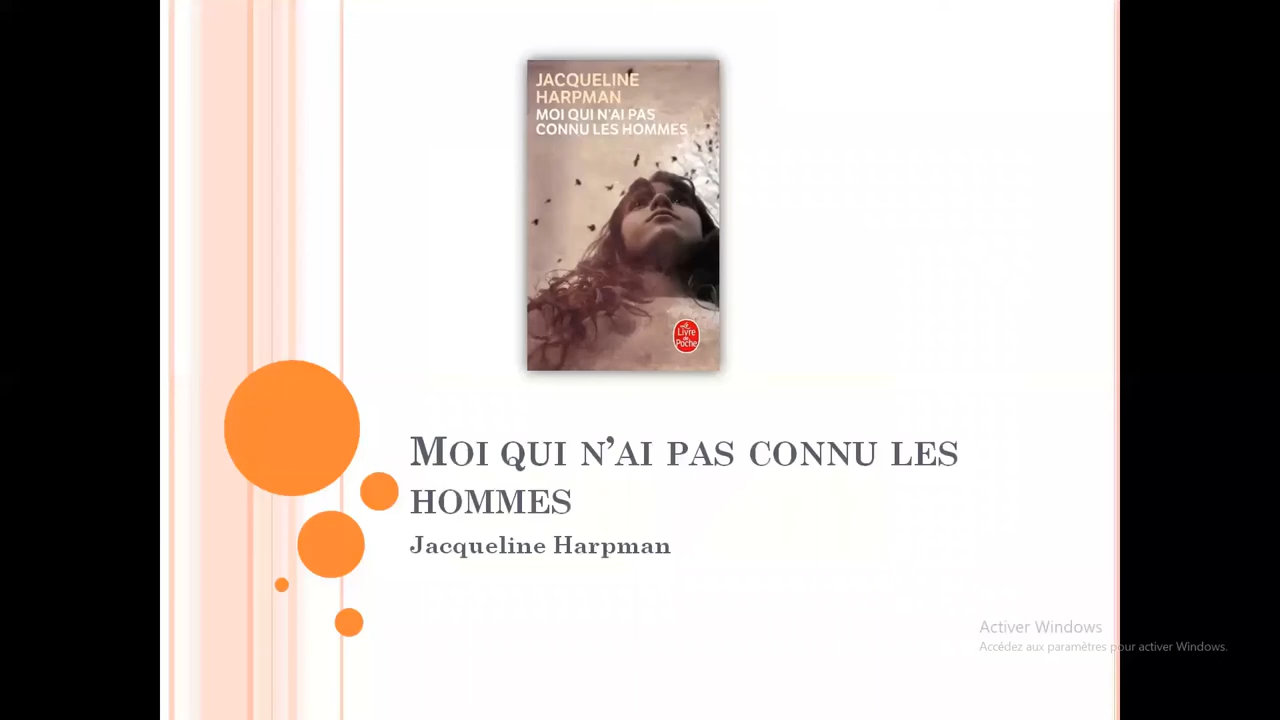 JACQUELINE
HARPMAN
MOI QUI N'AI PAS
CONNU LES HOMMES
Le
Livre
de
Poche
Moi qui n’ai pas connu les
hommes
Jacqueline Harpman
Activer Windows
Accédez aux paramètres pour activer Windows.